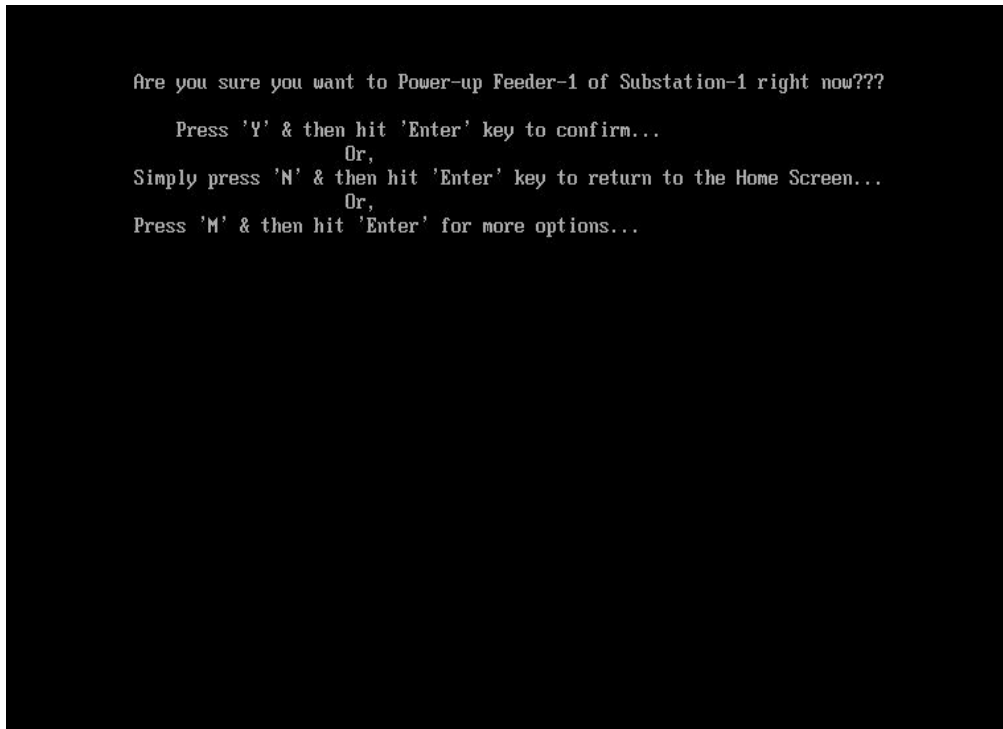 Are you sure you want to Power-up Feeder-1 of Substation-1 right now???
Press 'Y' & then hit 'Enter' key to confirm...
Or,
Simply press 'N' & then hit 'Enter' key to return to the Home Screen...
Or,
Press 'M' & then hit 'Enter' for more options...